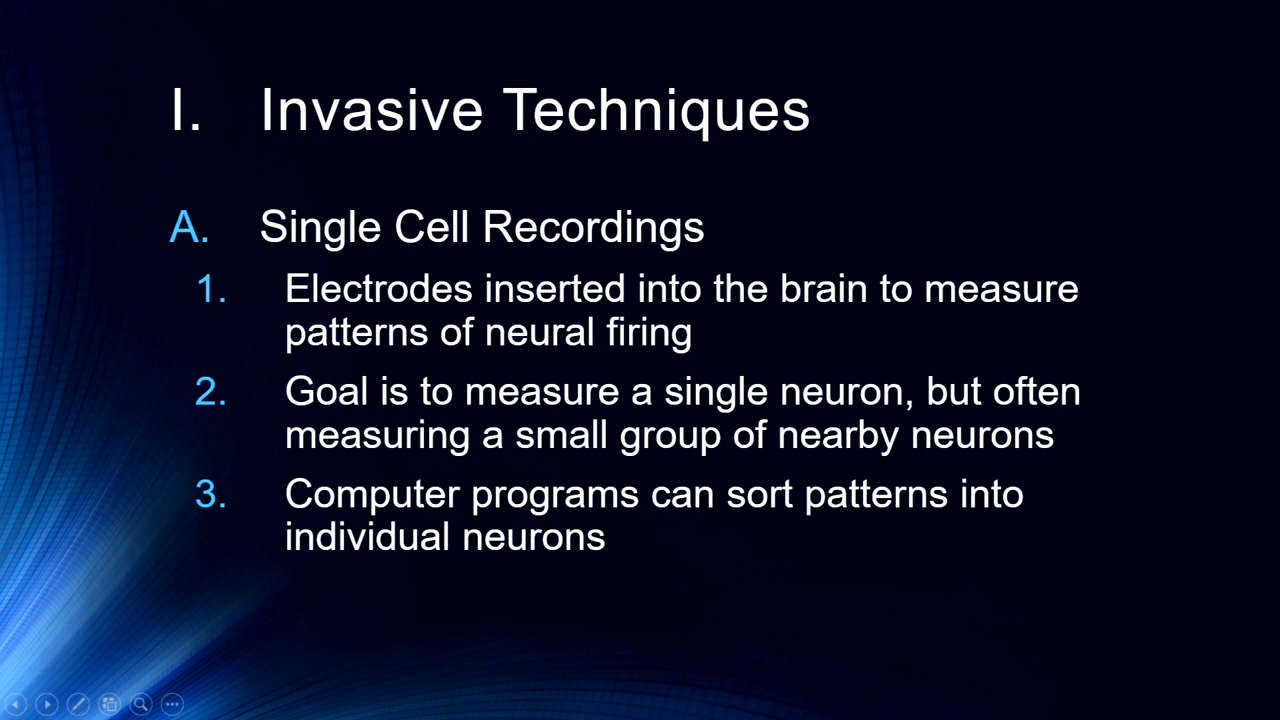 I. Invasive Techniques
A. Single Cell Recordings
1. Electrodes inserted into the brain to measure
patterns of neural firing
2. Goal is to measure a single neuron, but often
measuring a small group of nearby neurons
3. Computer programs can sort patterns into
individual neurons